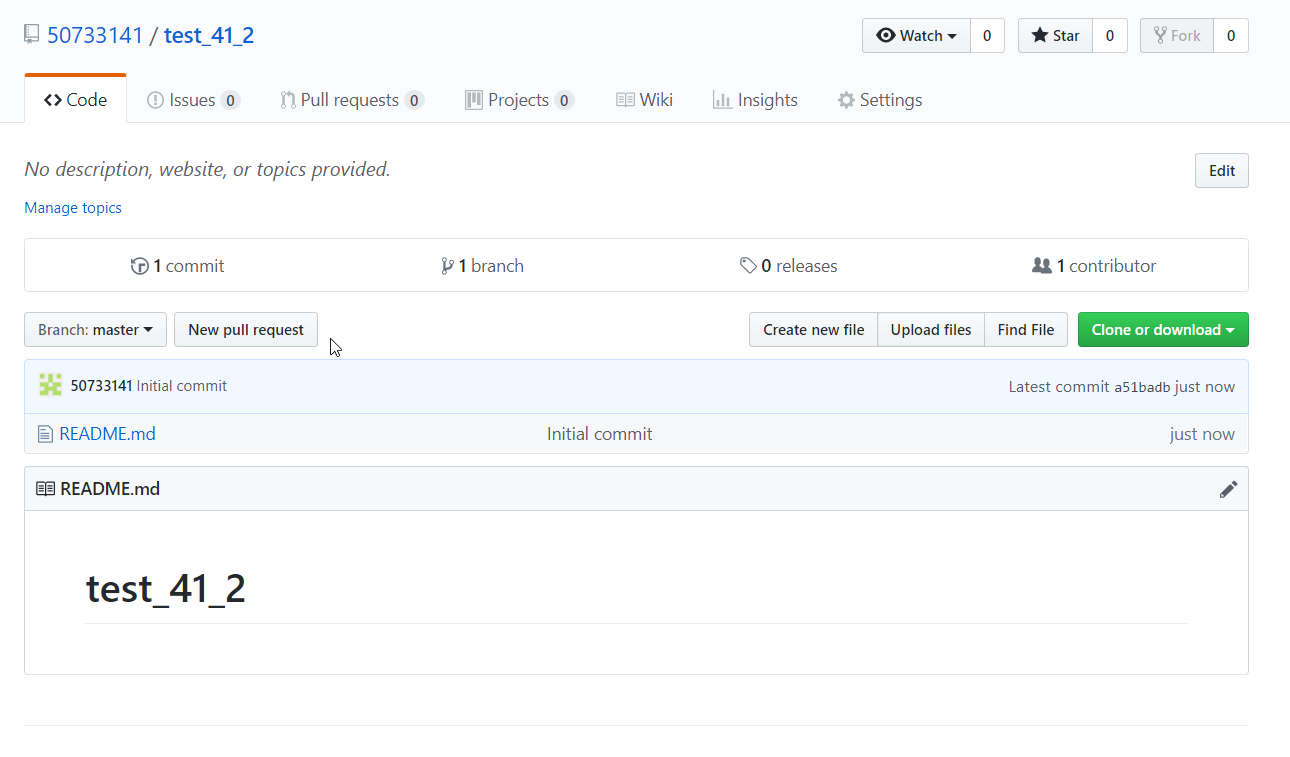 50733141 / test_41_2
Watch 0 Star 0 Fork 0
Code Issues 0 Pull requests 0 Projects 0 Wiki Insights Settings
No description, website, or topics provided.
Edit
Manage topics
1 commit 1 branch 0 releases 1 contributor
Branch: master New pull request Create new file Upload files Find File Clone or download
50733141 Initial commit Latest commit a51badb just now
README.md Initial commit just now
README.md
test_41_2